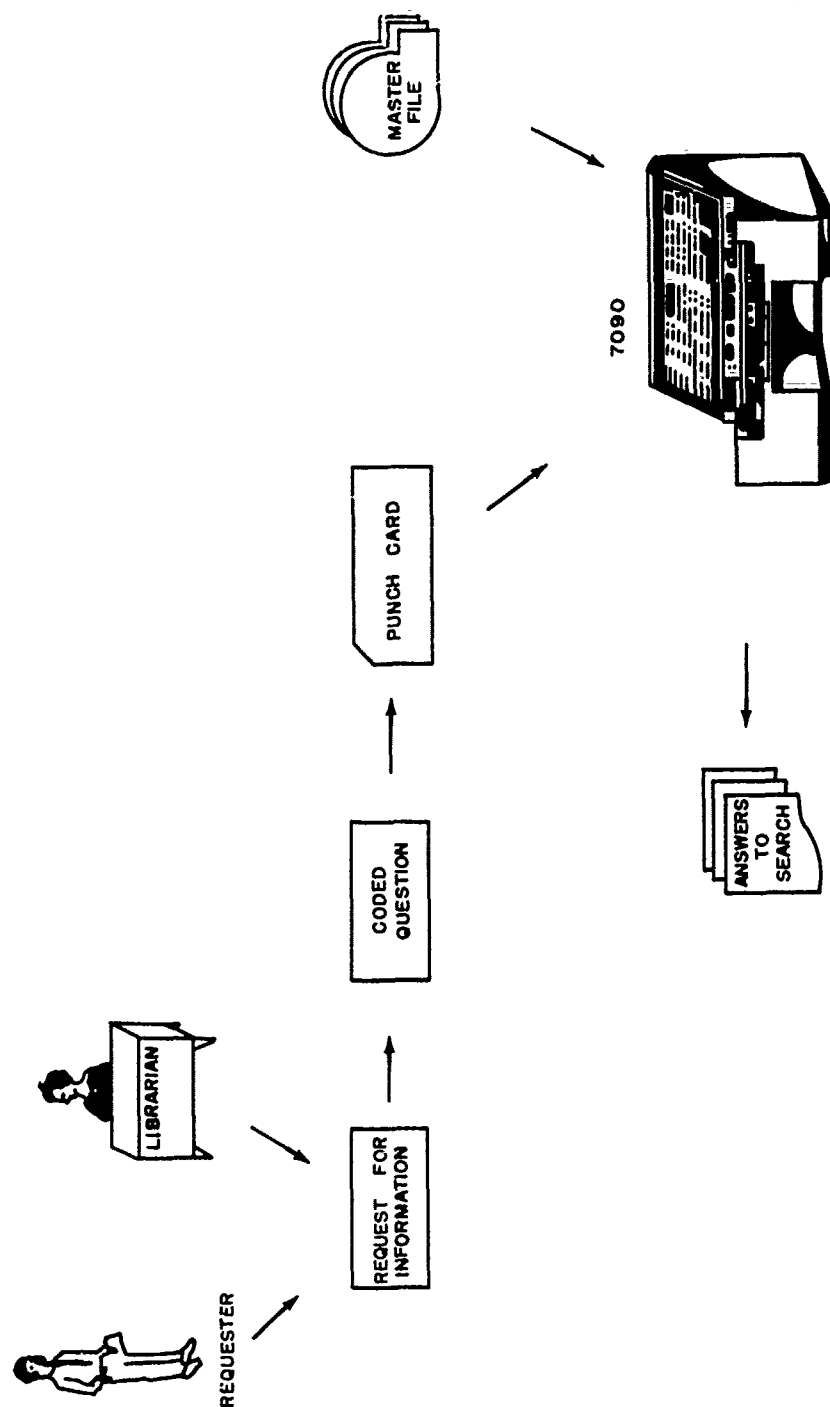 REQUESTER
LIBRARIAN
REQUEST FOR
INFORMATION
CODED
QUESTION
PUNCH CARD
MASTER
FILE
7090
ANSWERS
TO
SEARCH